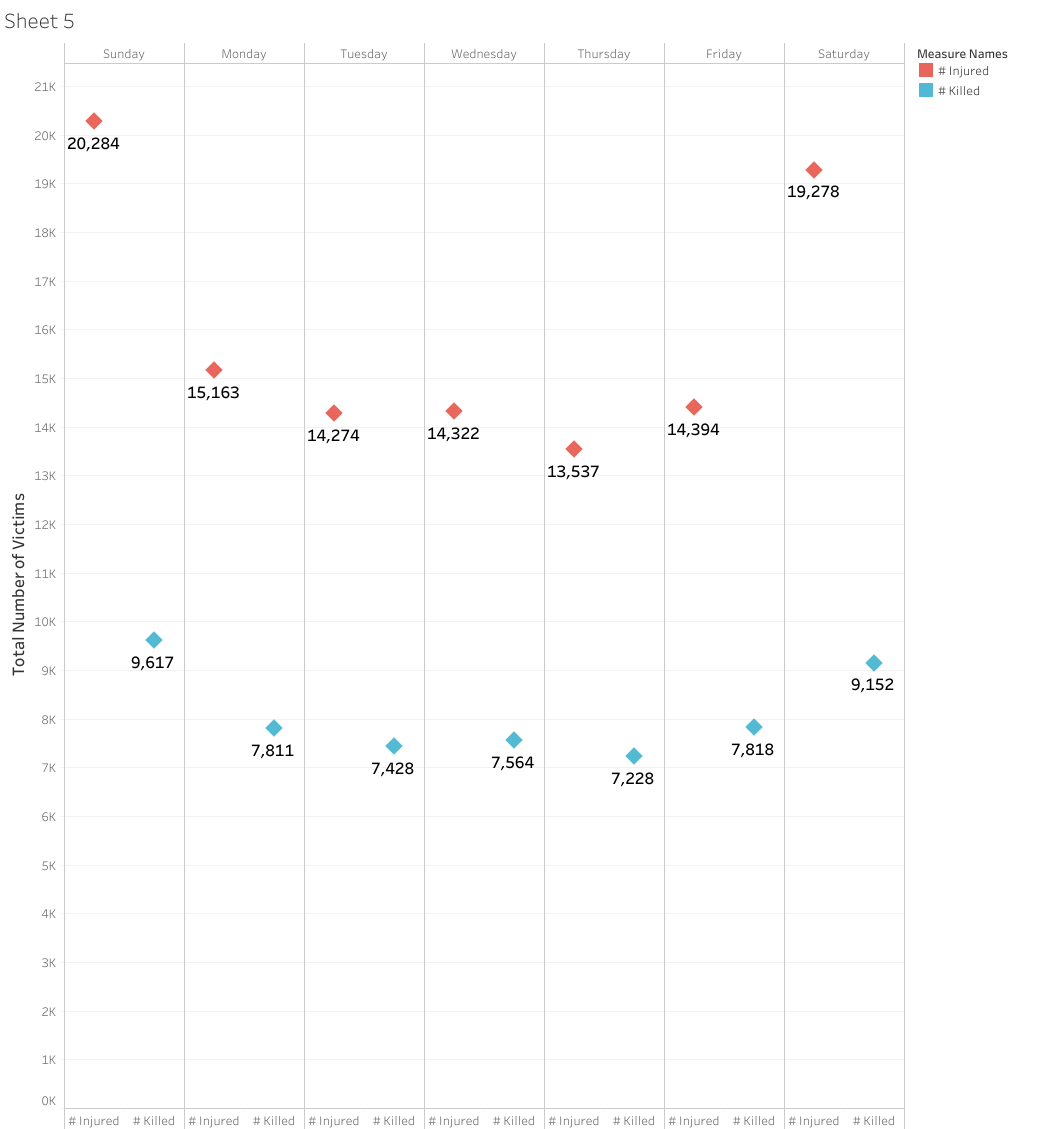 Sheet 5
Sunday Monday Tuesday Wednesday Thursday Friday Saturday
Measure Names
# Injured
# Killed
21K
20K
19K
18K
17K
16K
15K
14K
13K
12K
11K
10K
9K
8K
7K
6K
5K
4K
3K
2K
1K
0K
Total Number of Victims
20,284
9,617
15,163
7,811
14,274
7,428
14,322
7,564
13,537
7,228
14,394
7,818
19,278
9,152
# Injured # Killed # Injured # Killed # Injured # Killed # Injured # Killed # Injured # Killed # Injured # Killed # Injured # Killed